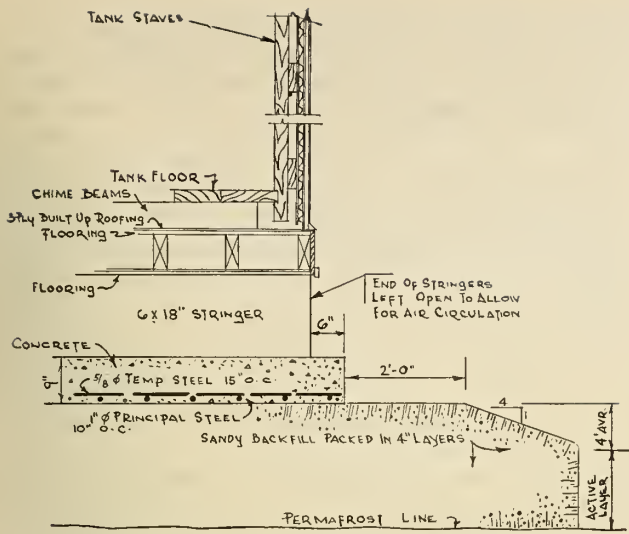 TANK STAVES
TANK FLOOR
CHIME BEAMS
3 PLY BUILT UP ROOFING
FLOORING
FLOORING
6 X 18" STRINGER
END OF STRINGERS
LEFT OPEN TO ALLOW
FOR AIR CIRCULATION
6"
CONCRETE
5/8 φ TEMP STEEL 15" O.C.
2'-0"
1" φ PRINCIPAL STEEL
10" O.C.
SANDY BACKFILL PACKED IN 4" LAYERS
4
1
4' AVR.
ACTIVE
LAYER
PERMAFROST LINE